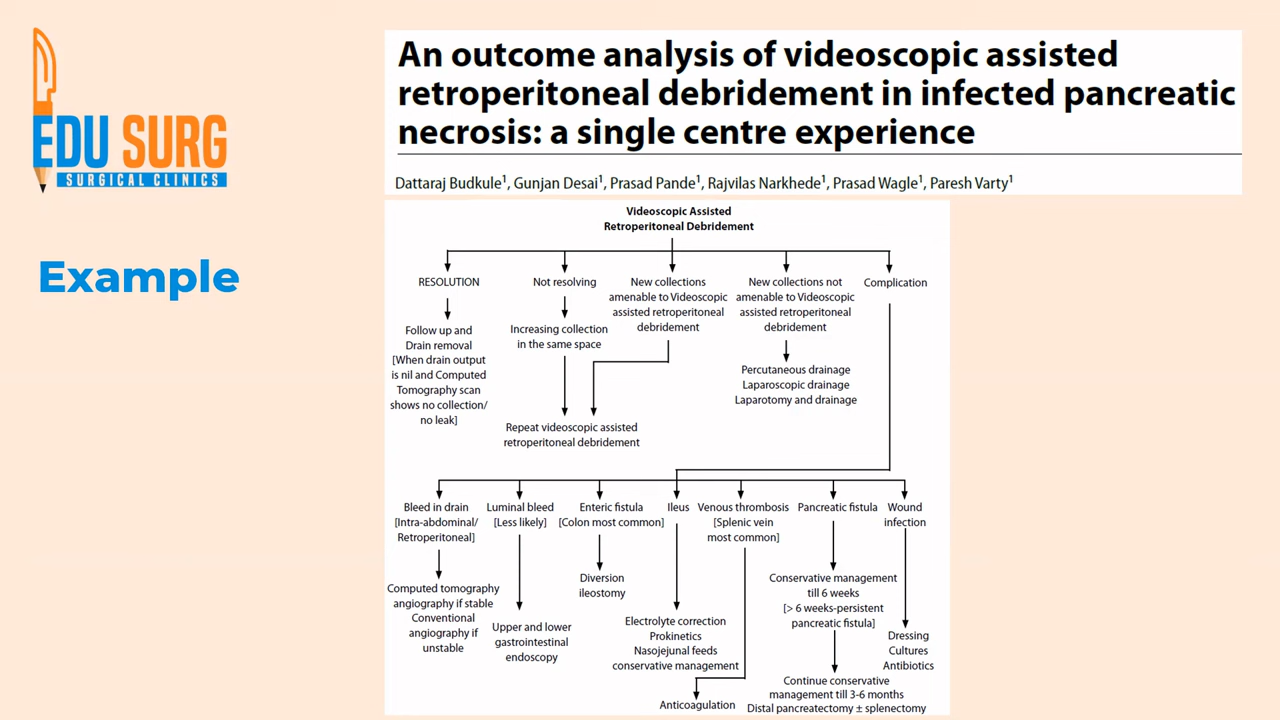 EDU SURG
SURGICAL CLINICS
Example
An outcome analysis of videoscopic assisted
retroperitoneal debridement in infected pancreatic
necrosis: a single centre experience
Dattaraj Budkule1, Gunjan Desai1, Prasad Pande1, Rajvilas Narkhede1, Prasad Wagle1, Paresh Varty1
Videoscopic Assisted
Retroperitoneal Debridement
RESOLUTION
Follow up and
Drain removal
[When drain output
is nil and Computed
Tomography scan
shows no collection/
no leak]
Not resolving
Increasing collection
in the same space
New collections
amenable to Videoscopic
assisted retroperitoneal
debridement
Repeat videoscopic assisted
retroperitoneal debridement
New collections not
amenable to Videoscopic
assisted retroperitoneal
debridement
Percutaneous drainage
Laparoscopic drainage
Laparotomy and drainage
Complication
Bleed in drain
[Intra-abdominal/
Retroperitoneal]
Computed tomography
angiography if stable
Conventional
angiography if
unstable
Luminal bleed
[Less likely]
Upper and lower
gastrointestinal
endoscopy
Enteric fistula
[Colon most common]
Diversion
ileostomy
Ileus
Electrolyte correction
Prokinetics
Nasojejunal feeds
conservative management
Venous thrombosis
[Splenic vein
most common]
Anticoagulation
Pancreatic fistula
Conservative management
till 6 weeks
[> 6 weeks-persistent
pancreatic fistula]
Continue conservative
management till 3-6 months
Distal pancreatectomy ± splenectomy
Wound
infection
Dressing
Cultures
Antibiotics